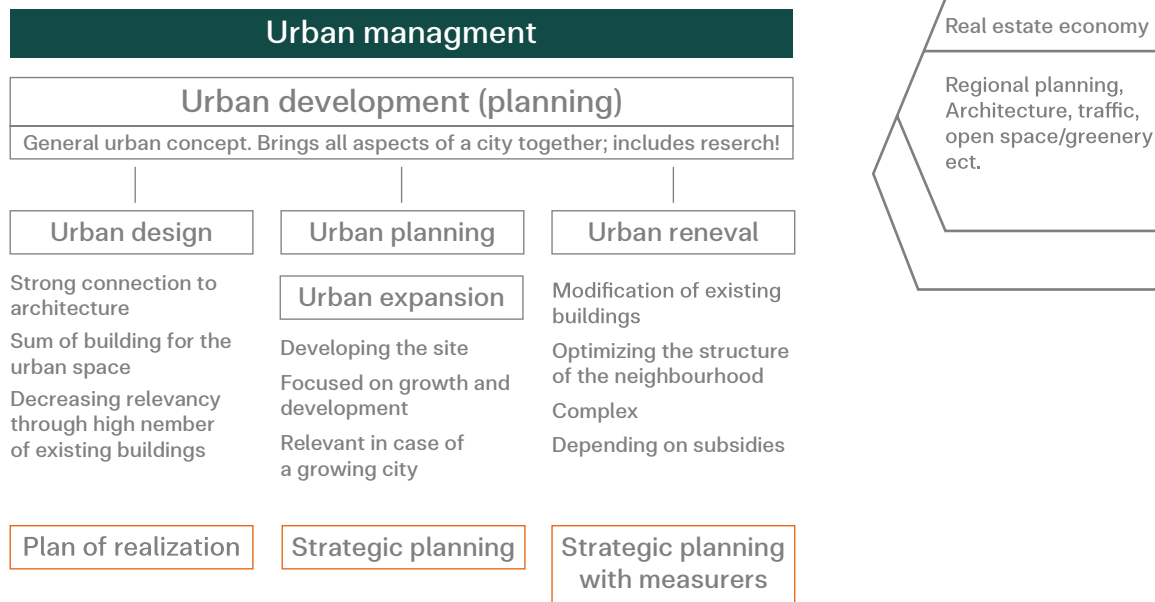 Urban managment
Urban development (planning)
General urban concept. Brings all aspects of a city together; includes reserch!
Urban design
Strong connection to
architecture
Sum of building for the
urban space
Decreasing relevancy
through high nember
of existing buildings
Plan of realization
Urban planning
Urban expansion
Developing the site
Focused on growth and
development
Relevant in case of
a growing city
Strategic planning
Urban reneval
Modification of existing
buildings
Optimizing the structure
of the neighbourhood
Complex
Depending on subsidies
Strategic planning
with measurers
Real estate economy
Regional planning,
Architecture, traffic,
open space/greenery
ect.